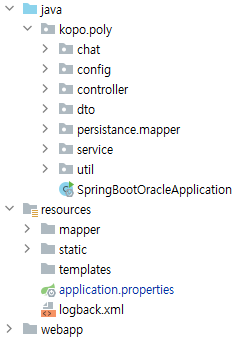 java
kopo.poly
chat
config
controller
dto
persistance.mapper
service
util
SpringBootOracleApplication
resources
mapper
static
templates
application.properties
logback.xml
webapp